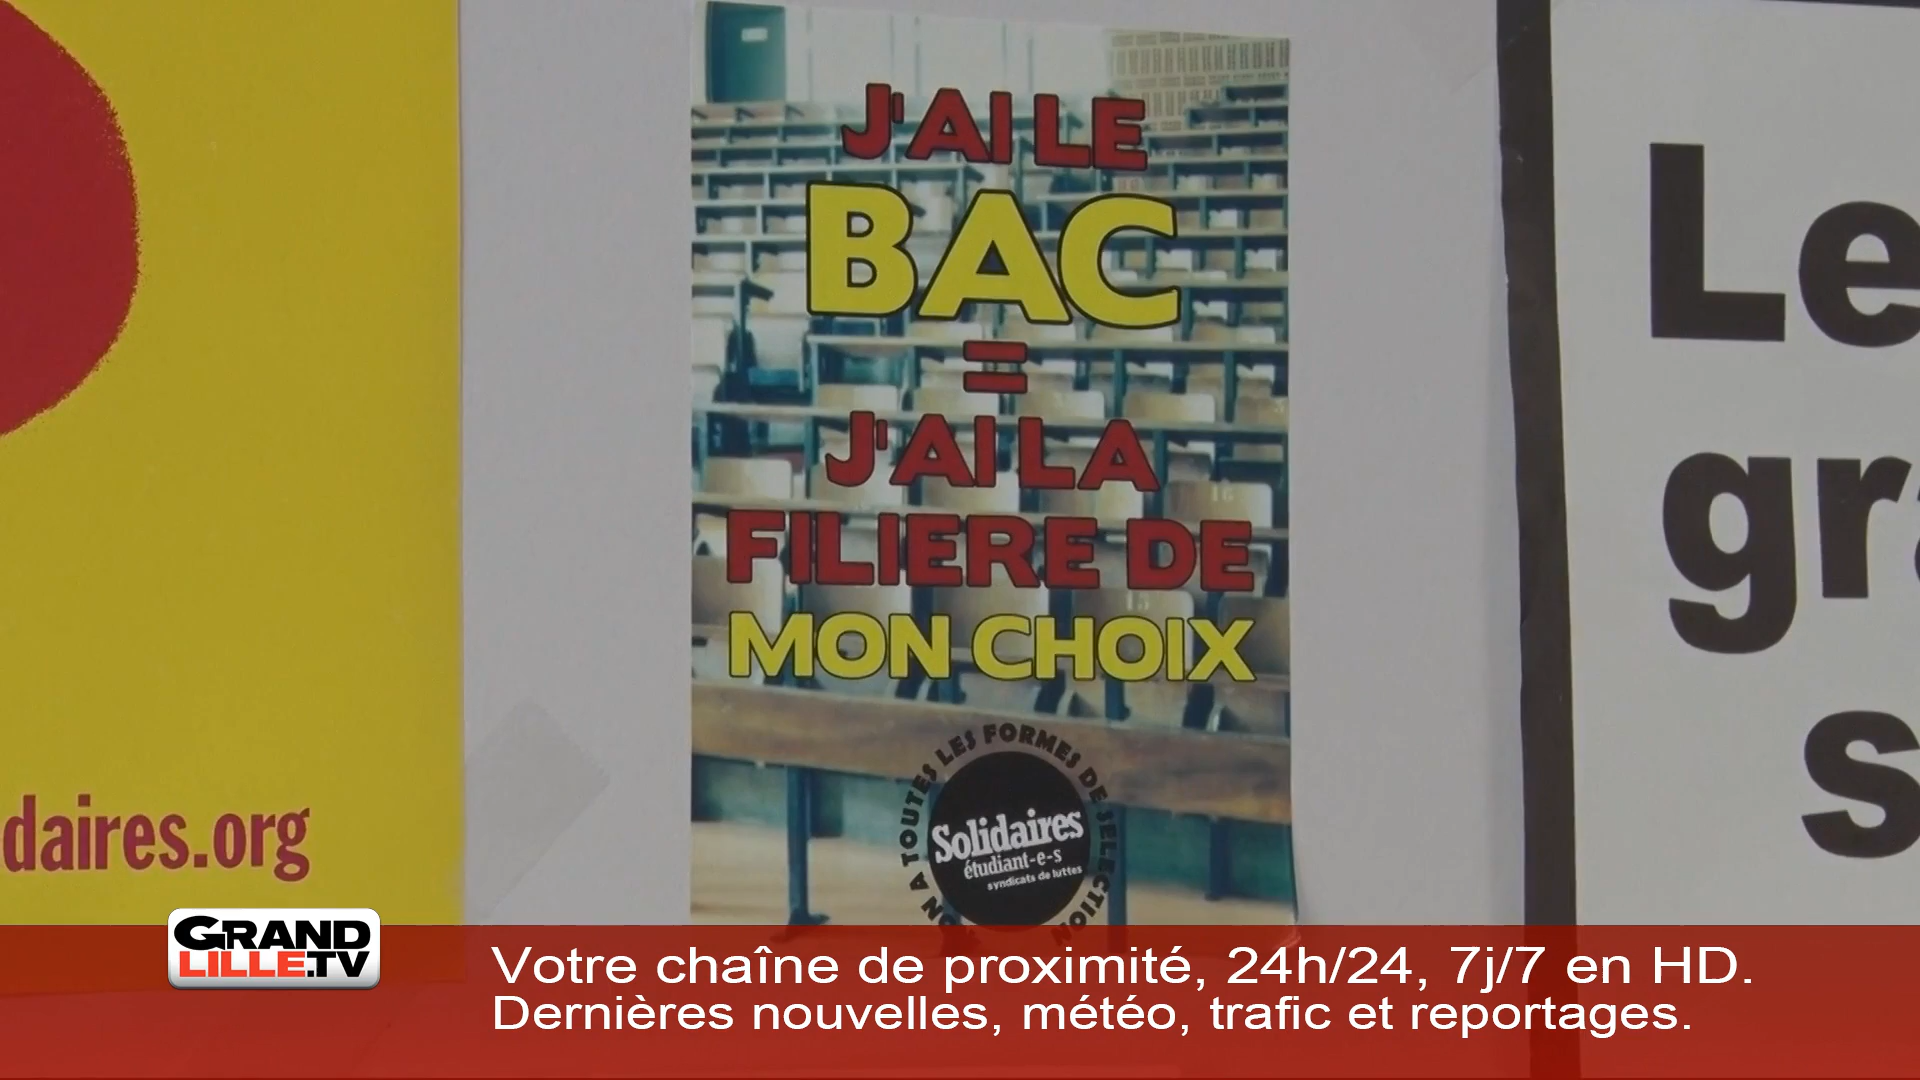 J'AI LE
BAC
=
J'AI LA
FILIERE DE
MON CHOIX
16
15
NON A TOUTES LES FORMES DE SELECTION
Solidaires
étudiant-e-s
syndicats de luttes
daires.org
Le
gr
s
GRAND
LILLE.TV
Votre chaîne de proximité, 24h/24, 7j/7 en HD.
Dernières nouvelles, météo, trafic et reportages.